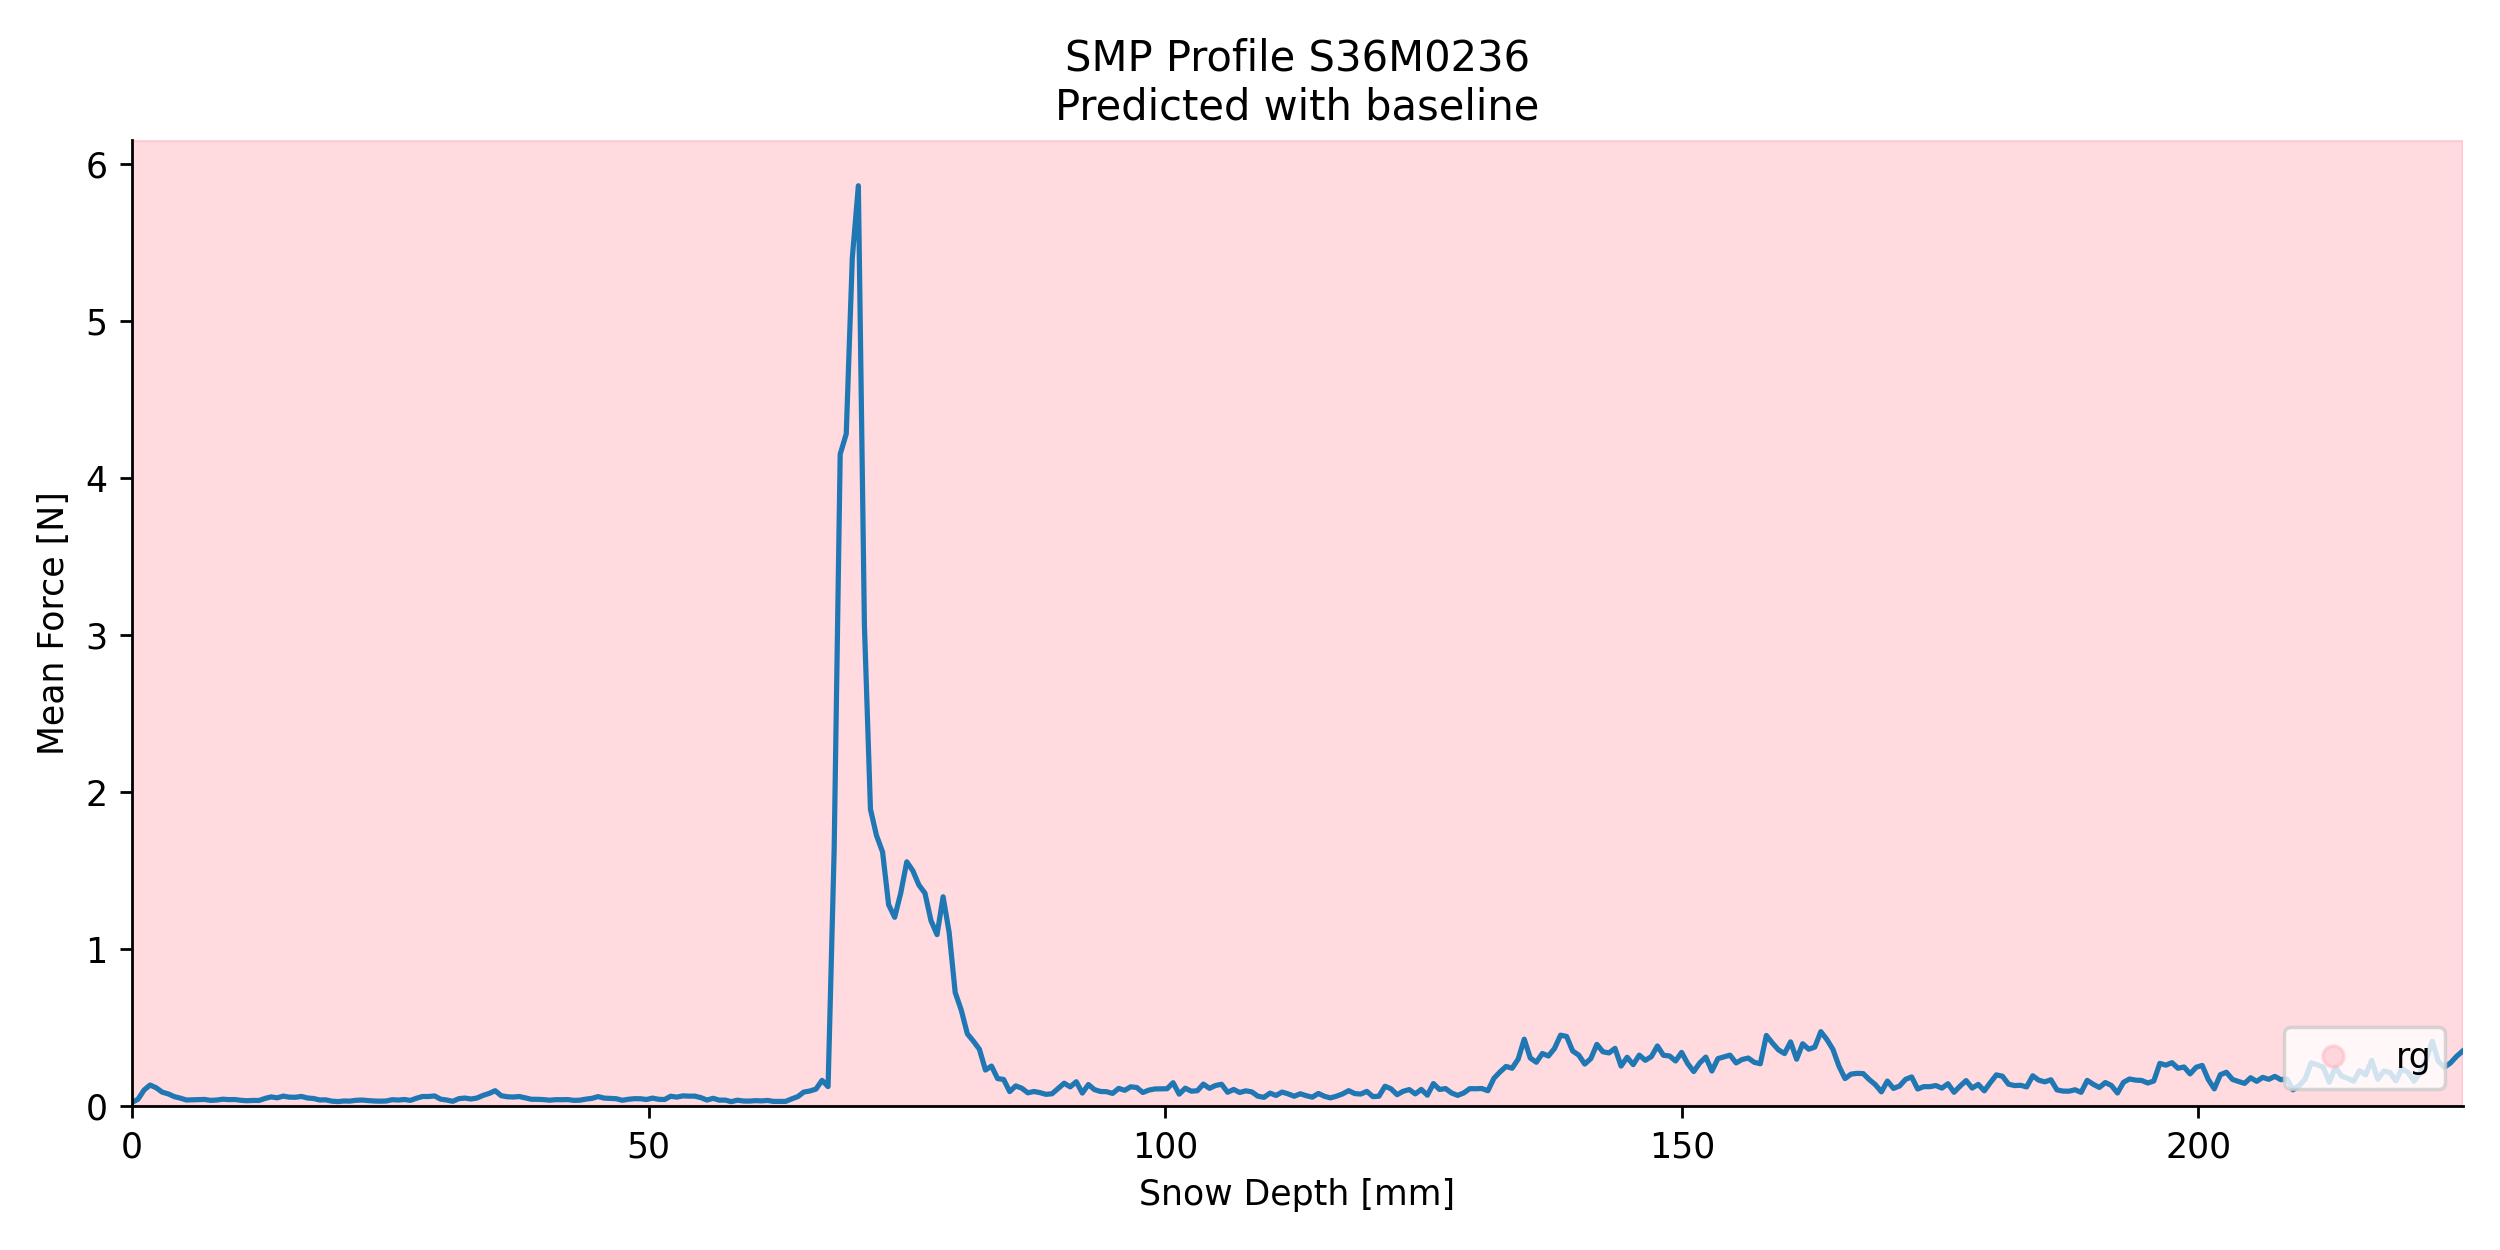 SMP Profile S36M0236
Predicted with baseline
Mean Force [N]
6
5
4
3
2
1
0
0 50 100 150 200
Snow Depth [mm]
rg